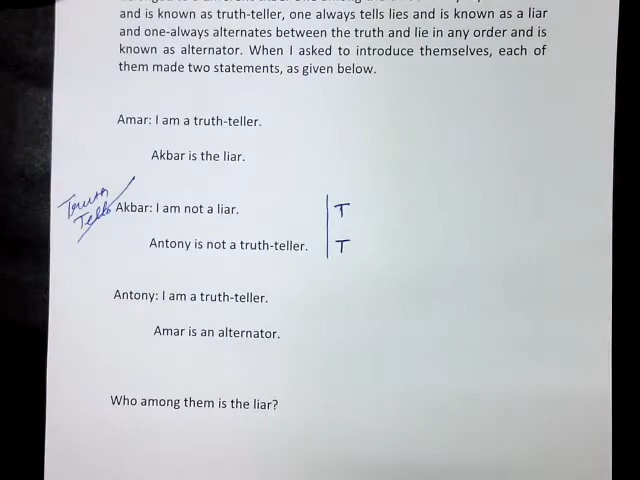 and is known as truth-teller, one always tells lies and is known as a liar
and one-always alternates between the truth and lie in any order and is
known as alternator. When I asked to introduce themselves, each of
them made two statements, as given below.
Amar: I am a truth-teller.
Akbar is the liar.
Truth
Akbar: I am not a liar. T
Antony is not a truth-teller. T
Antony: I am a truth-teller.
Amar is an alternator.
Who among them is the liar?